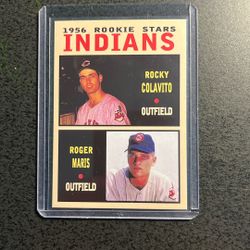 1956 ROOKIE STARS
INDIANS
ROCKY
COLAVITO
OUTFIELD
ROGER
MARIS
OUTFIELD